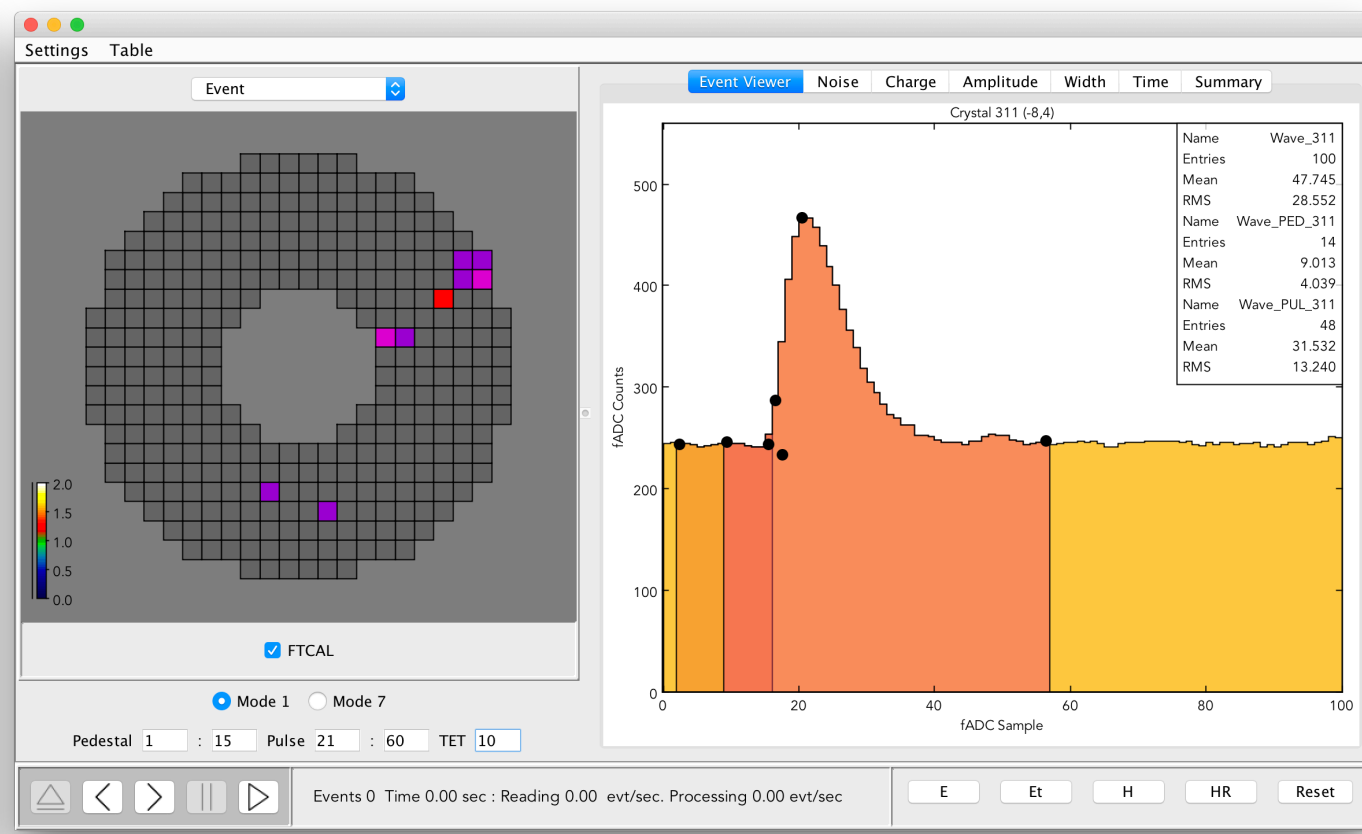 Settings Table
Event
2.0
1.5
1.0
0.5
0.0
FTCAL
Mode 1 Mode 7
Pedestal 1 : 15 Pulse 21 : 60 TET 10
Event Viewer Noise Charge Amplitude Width Time Summary
Crystal 311 (-8,4)
Name Wave_311
Entries 100
Mean 47.745
RMS 28.552
Name Wave_PED_311
Entries 14
Mean 9.013
RMS 4.039
Name Wave_PUL_311
Entries 48
Mean 31.532
RMS 13.240
fADC Counts
500
400
300
200
100
0
0 20 40 60 80 100
fADC Sample
Events 0 Time 0.00 sec : Reading 0.00 evt/sec. Processing 0.00 evt/sec
E Et H HR Reset